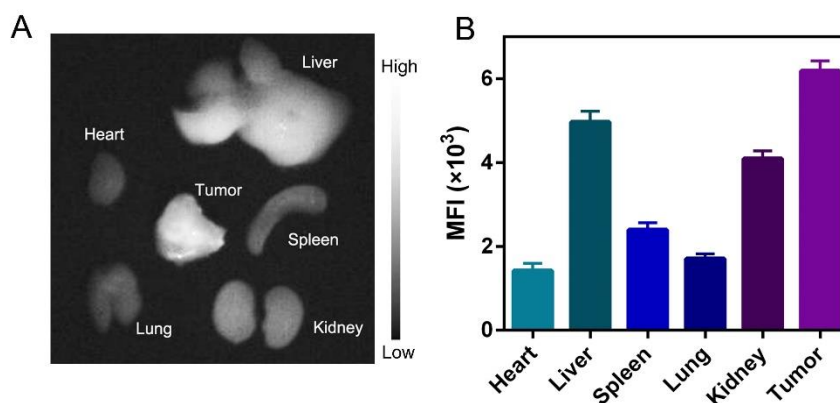 A
Liver
High
Heart
Tumor
Spleen
Lung
Kidney
Low
B
MFI (×10³)
6
4
2
0
Heart
Liver
Spleen
Lung
Kidney
Tumor